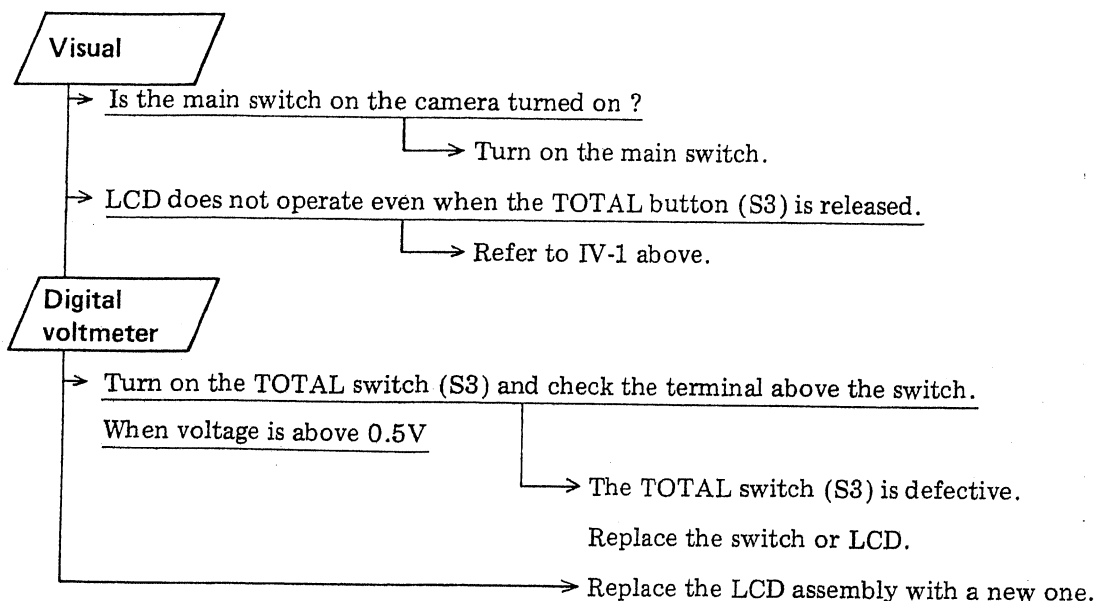 Visual
Is the main switch on the camera turned on ?
Turn on the main switch.
LCD does not operate even when the TOTAL button (S3) is released.
Refer to IV-1 above.
Digital
voltmeter
Turn on the TOTAL switch (S3) and check the terminal above the switch.
When voltage is above 0.5V
The TOTAL switch (S3) is defective.
Replace the switch or LCD.
Replace the LCD assembly with a new one.